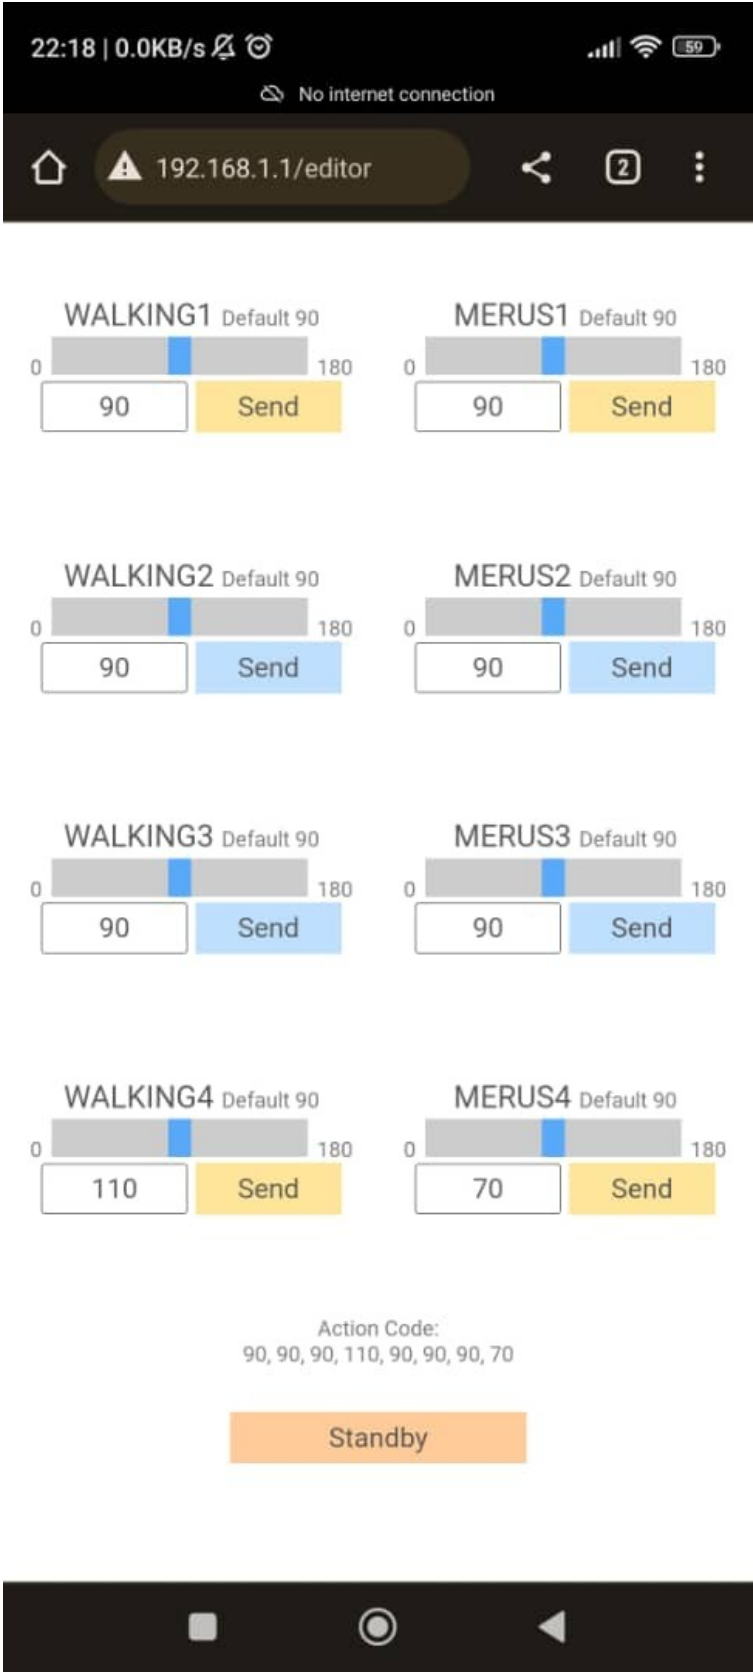 22:18 | 0.0KB/s
59
No internet connection
192.168.1.1/editor
2
WALKING1 Default 90
0 180
90 Send
MERUS1 Default 90
0 180
90 Send
WALKING2 Default 90
0 180
90 Send
MERUS2 Default 90
0 180
90 Send
WALKING3 Default 90
0 180
90 Send
MERUS3 Default 90
0 180
90 Send
WALKING4 Default 90
0 180
110 Send
MERUS4 Default 90
0 180
70 Send
Action Code:
90, 90, 90, 110, 90, 90, 90, 70
Standby